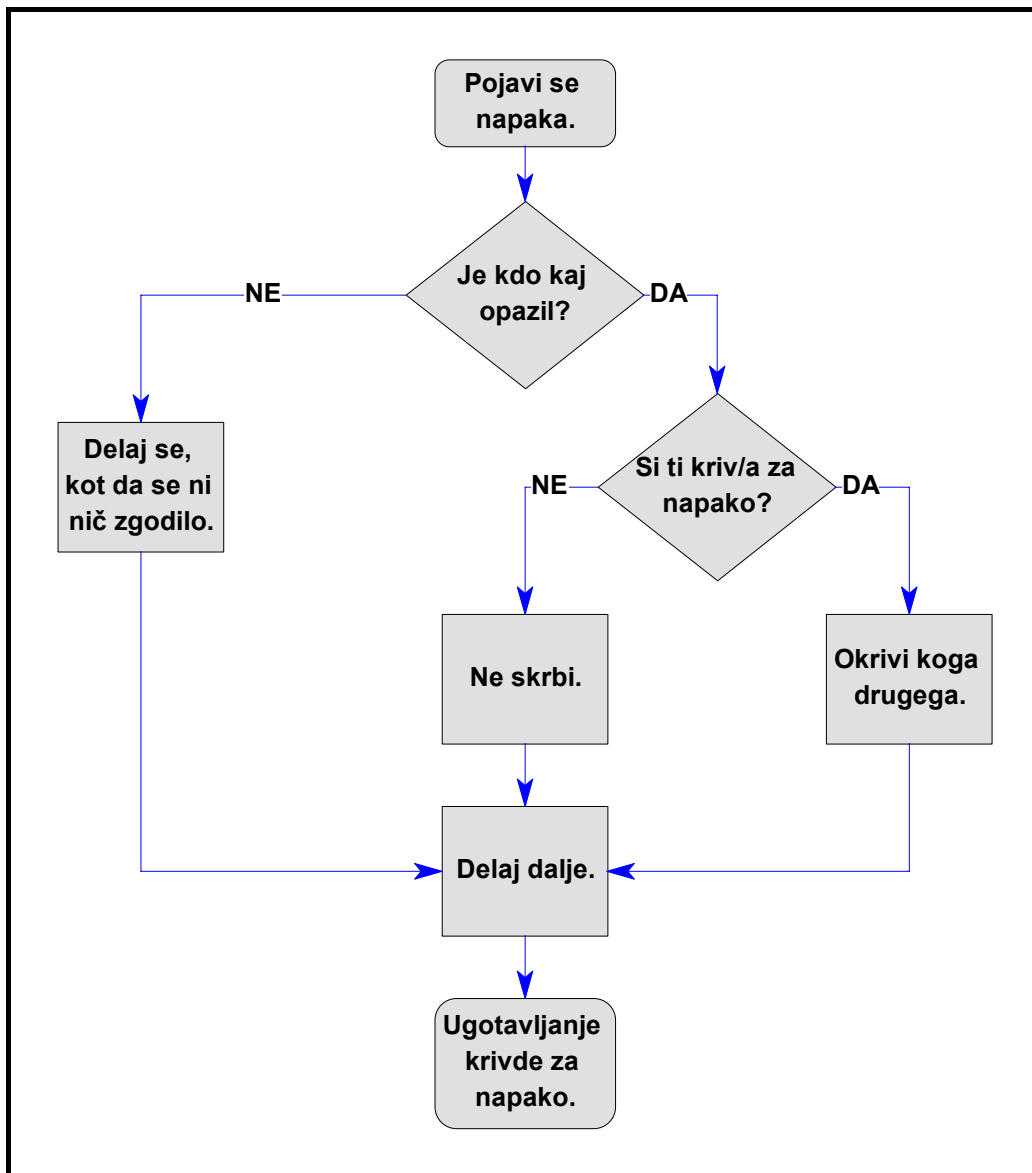 Pojavi se
napaka.
Je kdo kaj
opazil?
NE
DA
Delaj se,
kot da se ni
nič zgodilo.
Si ti kriv/a za
napako?
NE
DA
Ne skrbi.
Okrivi koga
drugega.
Delaj dalje.
Ugotavljanje
krivde za
napako.